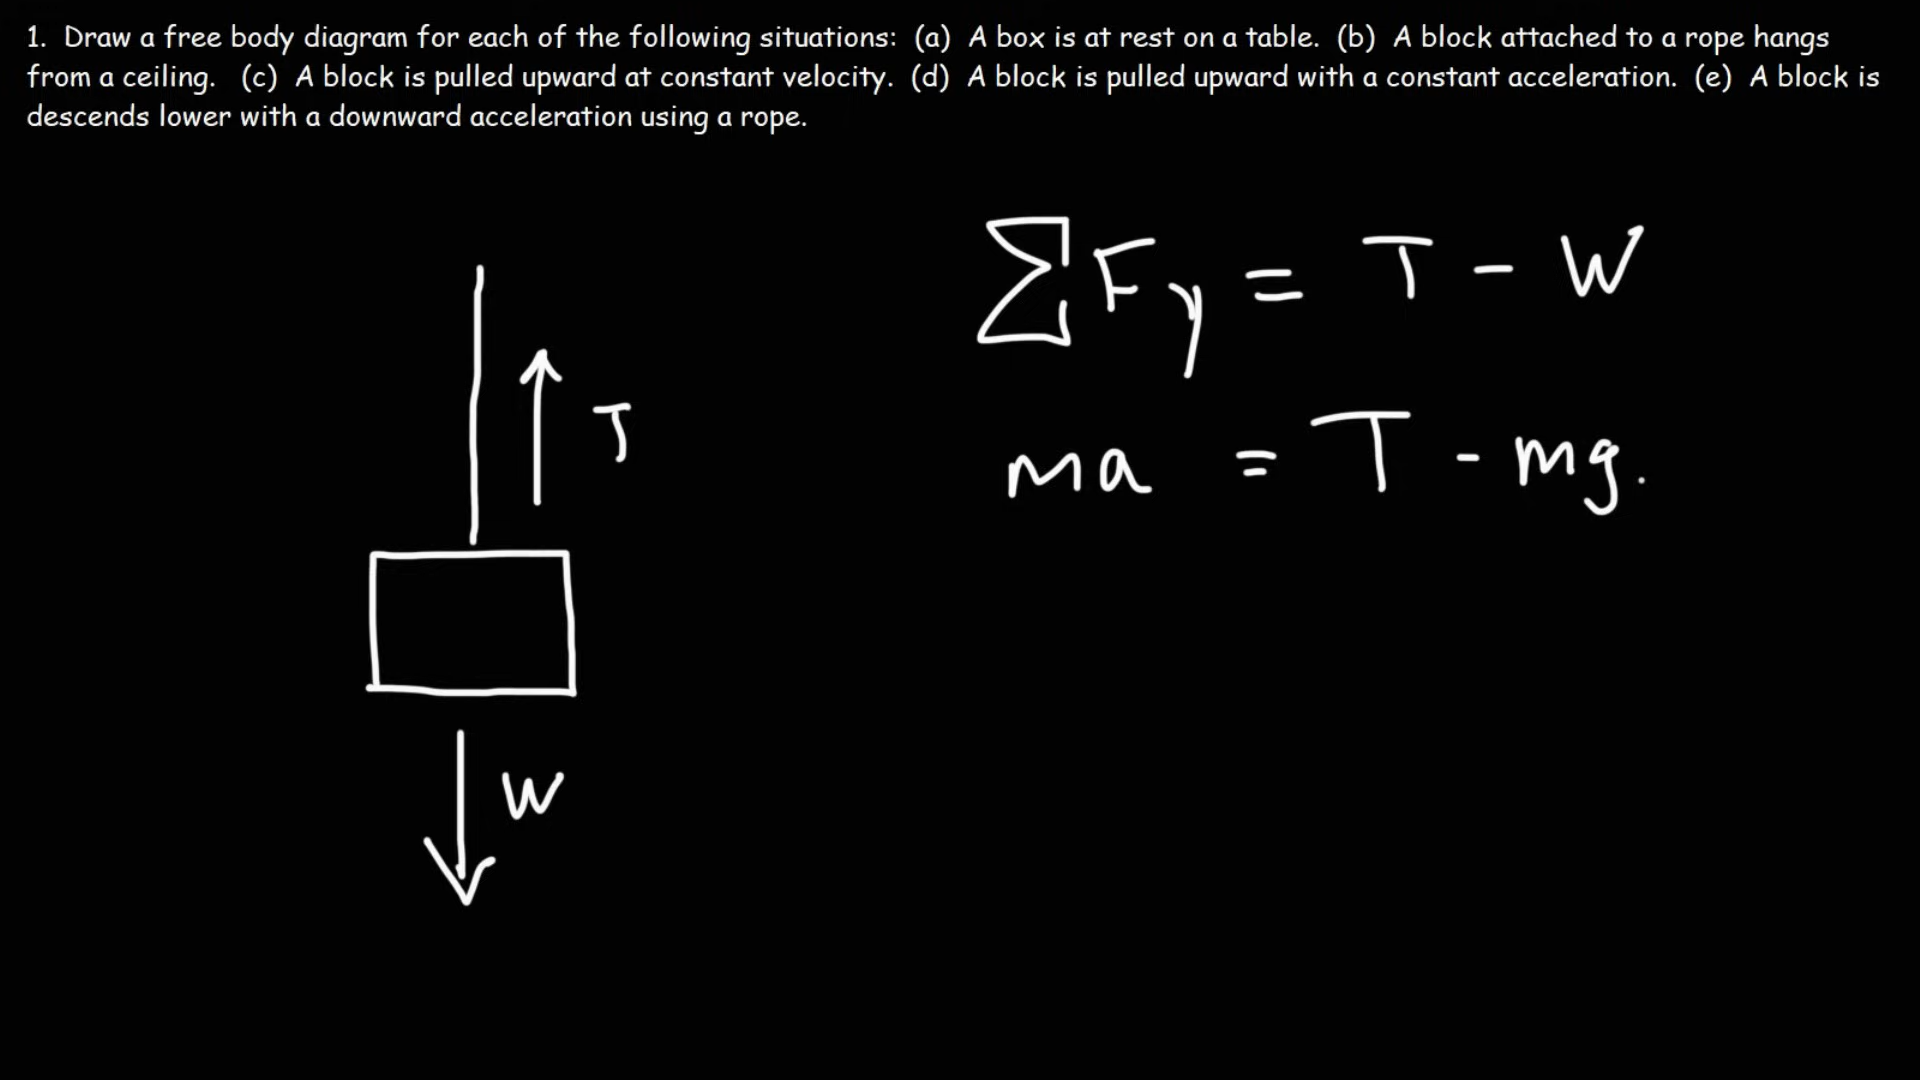 1. Draw a free body diagram for each of the following situations: (a) A box is at rest on a table. (b) A block attached to a rope hangs
from a ceiling. (c) A block is pulled upward at constant velocity. (d) A block is pulled upward with a constant acceleration. (e) A block is
descends lower with a downward acceleration using a rope.
∑Fy = T - W
T
ma = T - mg.
W